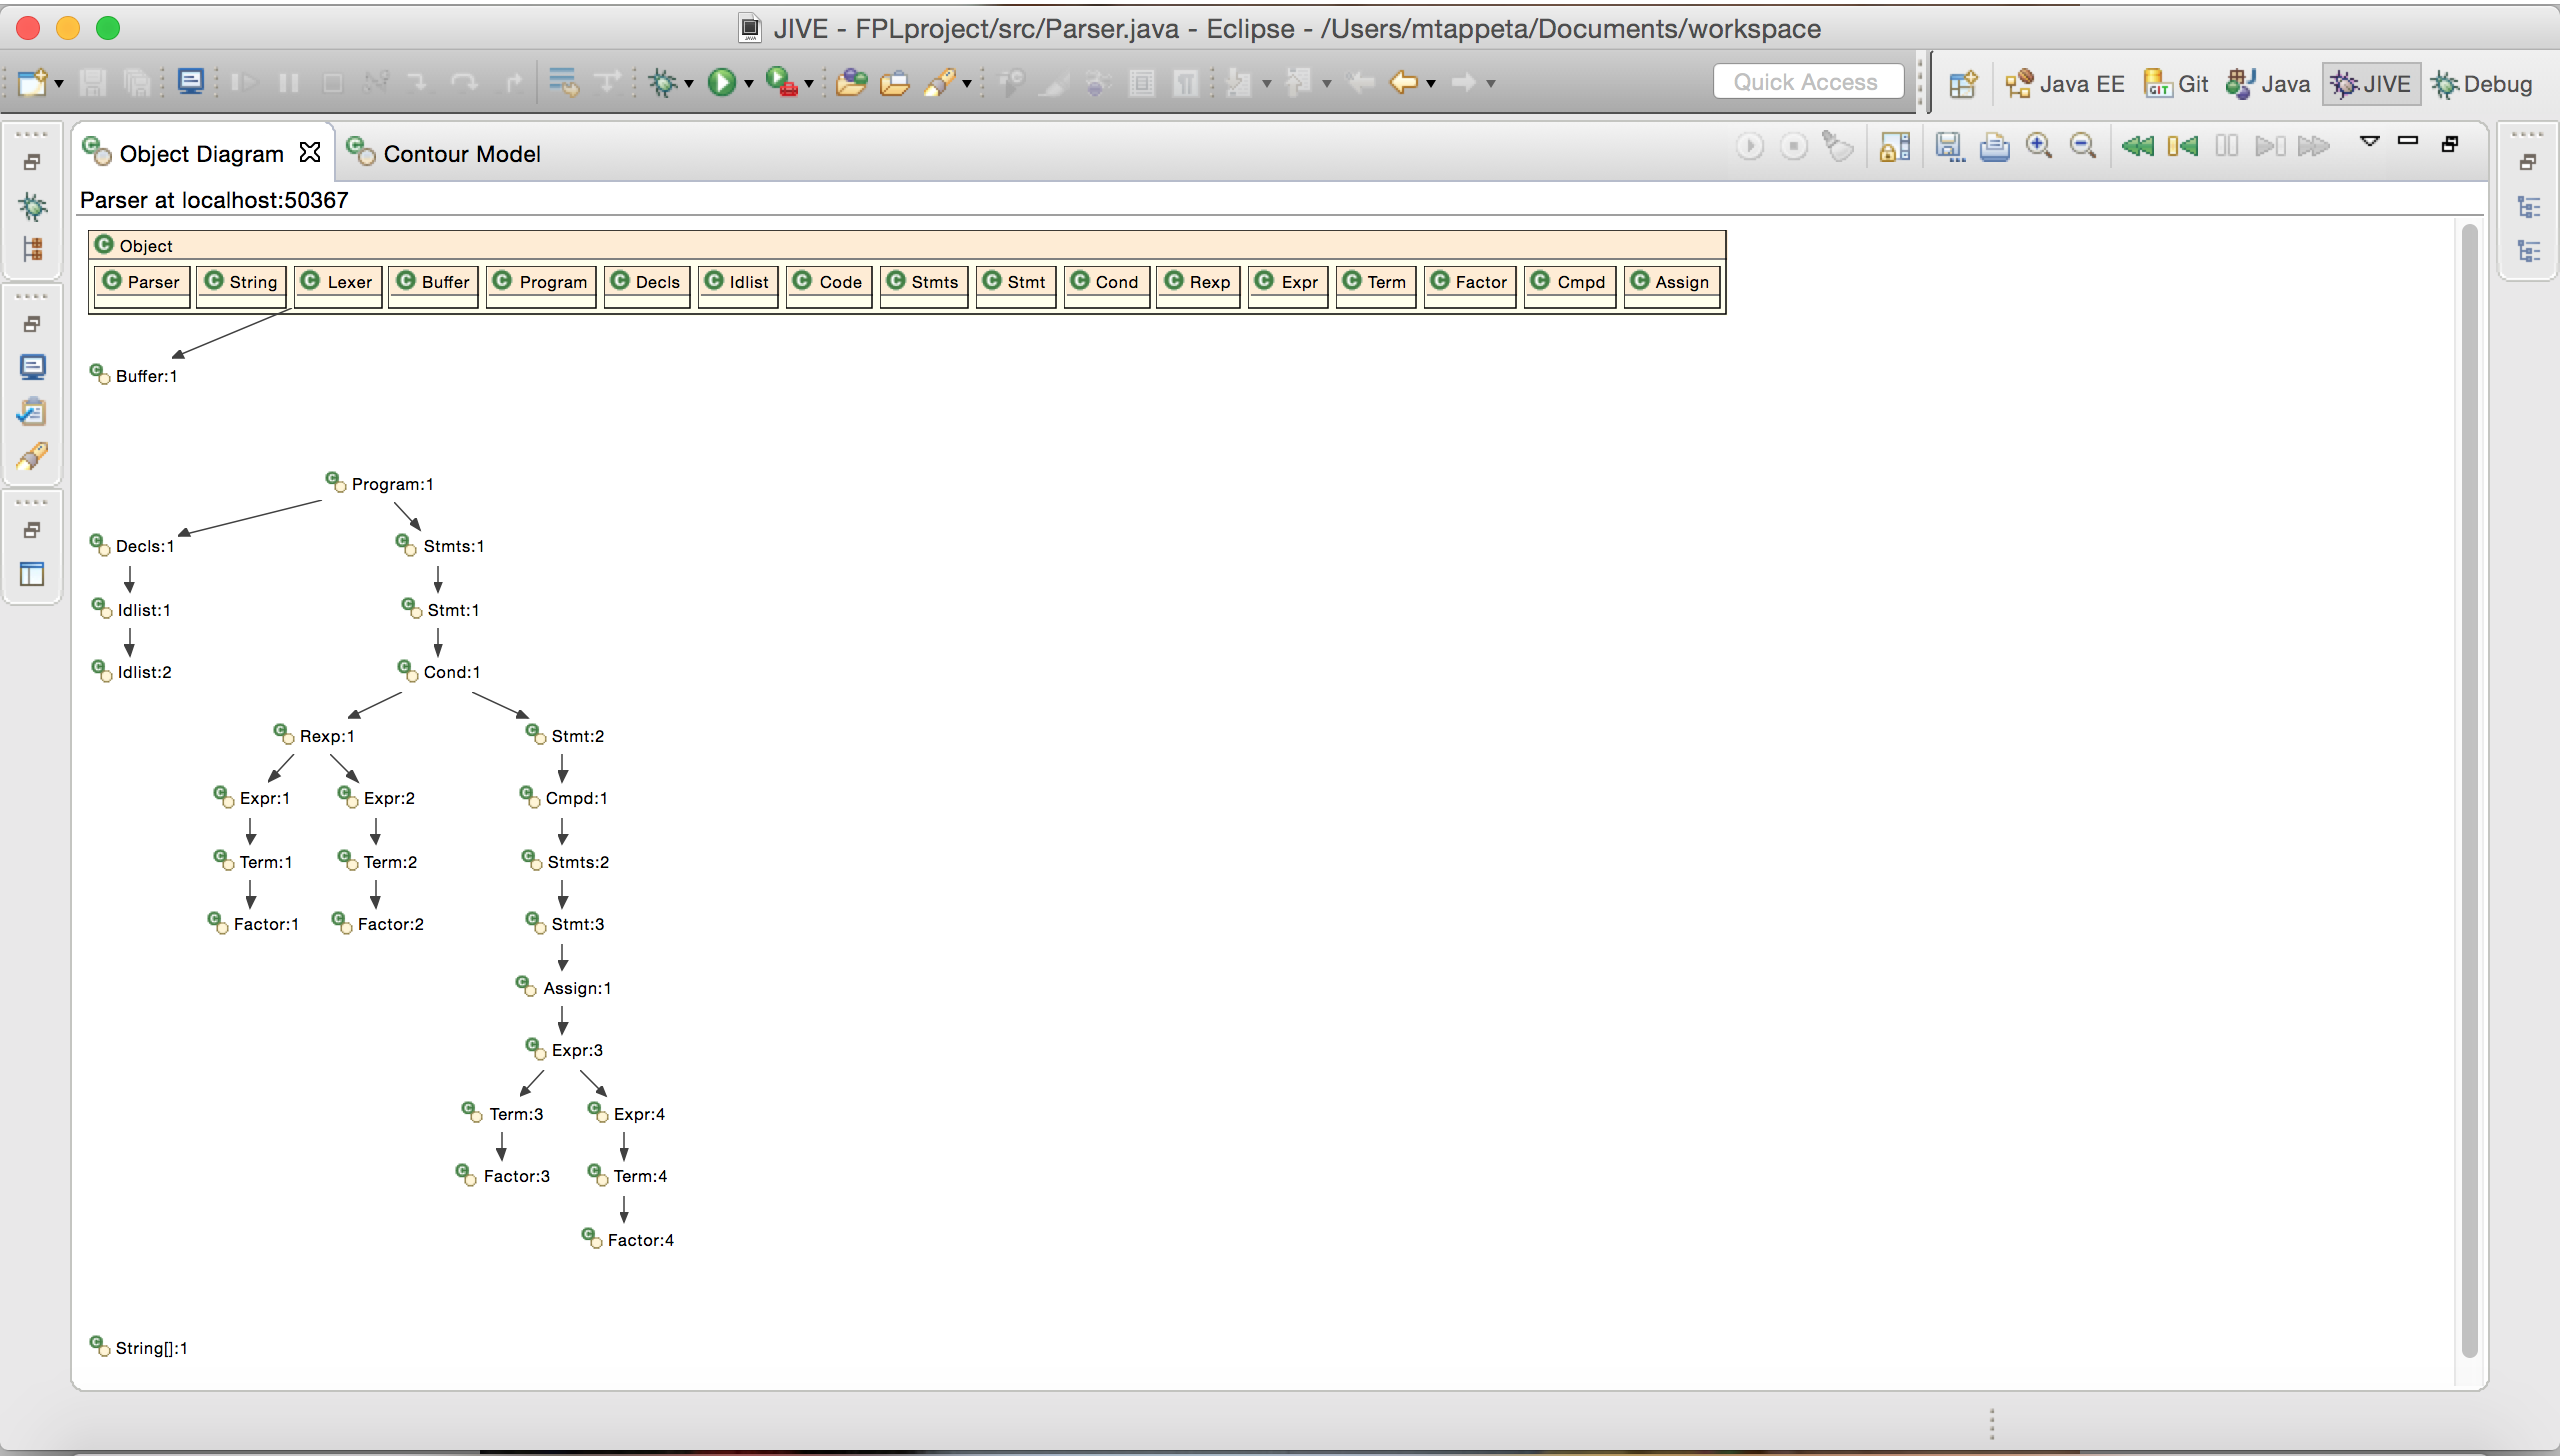 JIVE - FPLproject/src/Parser.java - Eclipse - /Users/mtappeta/Documents/workspace
Quick Access Java EE Git Java JIVE Debug
Object Diagram Contour Model
Parser at localhost:50367
Object
Parser String Lexer Buffer Program Decls Idlist Code Stmts Stmt Cond Rexp Expr Term Factor Cmpd Assign
Buffer:1
Program:1
Decls:1 Stmts:1
Idlist:1 Stmt:1
Idlist:2 Cond:1
Rexp:1 Stmt:2
Expr:1 Expr:2 Cmpd:1
Term:1 Term:2 Stmts:2
Factor:1 Factor:2 Stmt:3
Assign:1
Expr:3
Term:3 Expr:4
Factor:3 Term:4
Factor:4
String[]:1